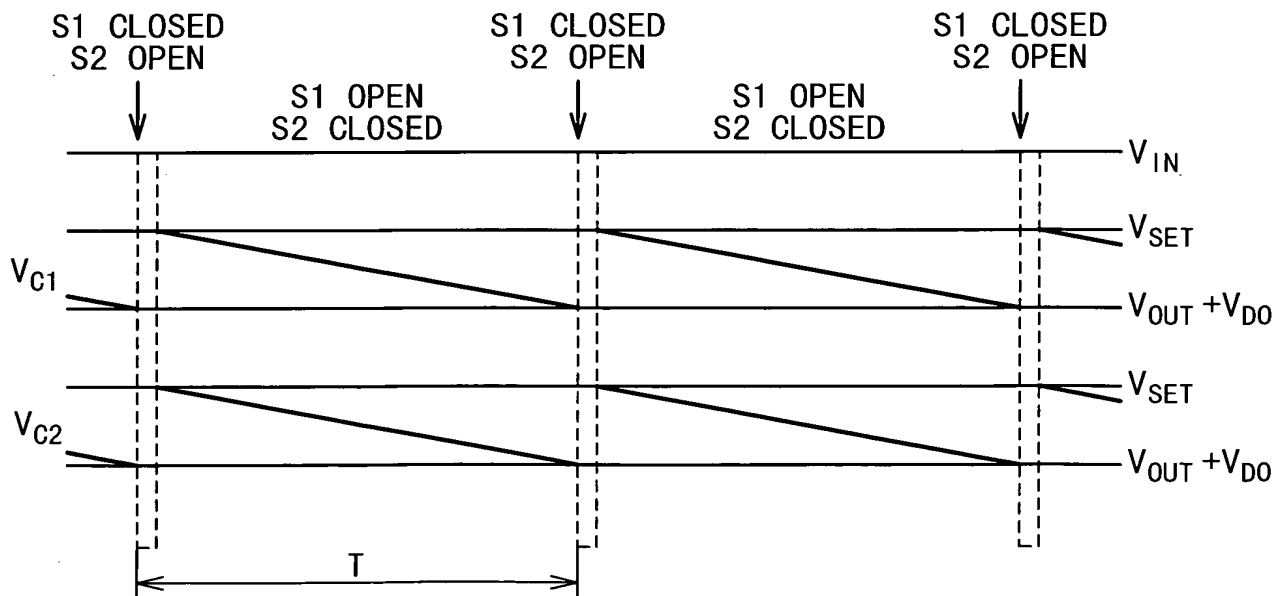 S1 CLOSED
S2 OPEN
S1 CLOSED
S2 OPEN
S1 CLOSED
S2 OPEN
S1 OPEN
S2 CLOSED
S1 OPEN
S2 CLOSED
VIN
VSET
VC1
VOUT +VDO
VSET
VC2
VOUT +VDO
T